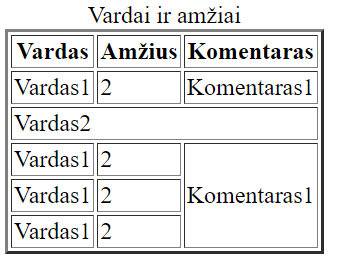 Vardai ir amžiai
Vardas Amžius Komentaras
Vardas1 2 Komentaras1
Vardas2
Vardas1 2
Vardas1 2 Komentaras1
Vardas1 2